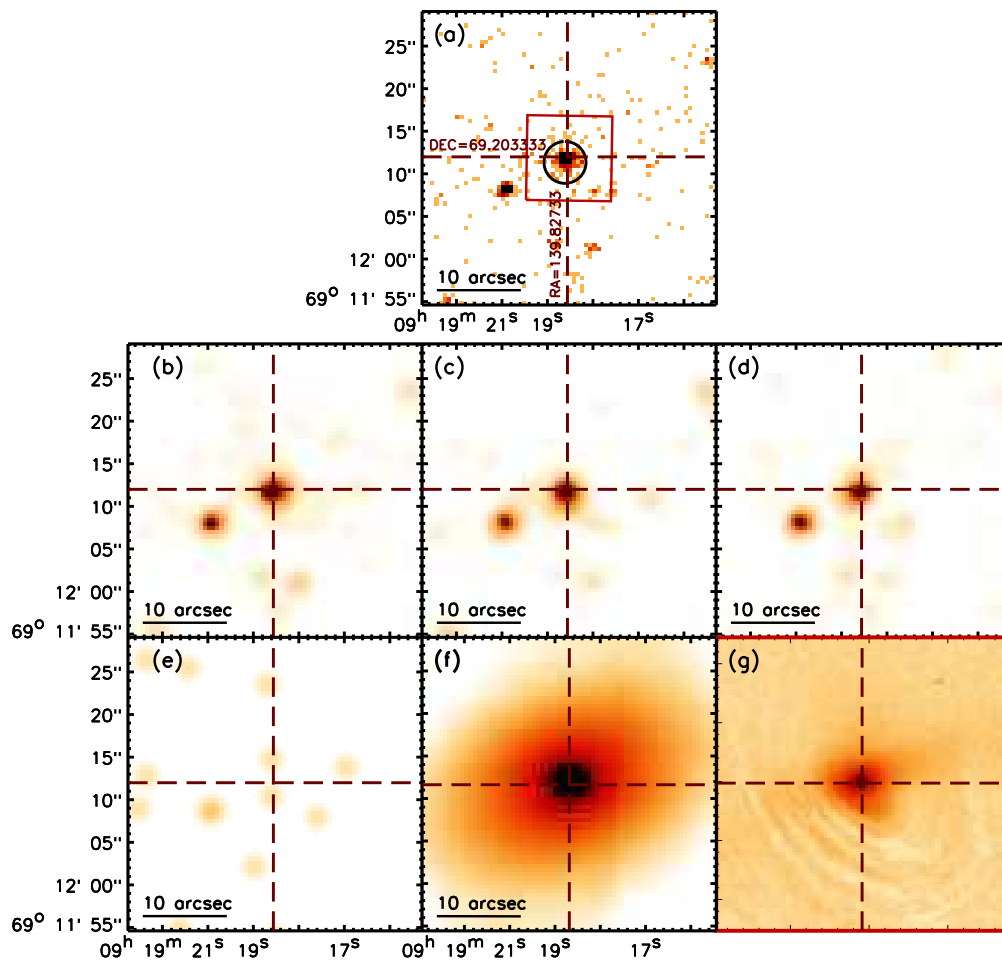 (a)
25"
20"
15"
10"
05"
12' 00"
69° 11' 55"
DEC=69.203333
RA=139.82733
10 arcsec
09ʰ 19ᵐ 21ˢ 19ˢ 17ˢ
(b) (c) (d)
25"
20"
15"
10"
05"
12' 00"
69° 11' 55"
10 arcsec 10 arcsec 10 arcsec
(e) (f) (g)
25"
20"
15"
10"
05"
12' 00"
69° 11' 55"
10 arcsec 10 arcsec
09ʰ 19ᵐ 21ˢ 19ˢ 17ˢ 09ʰ 19ᵐ 21ˢ 19ˢ 17ˢ